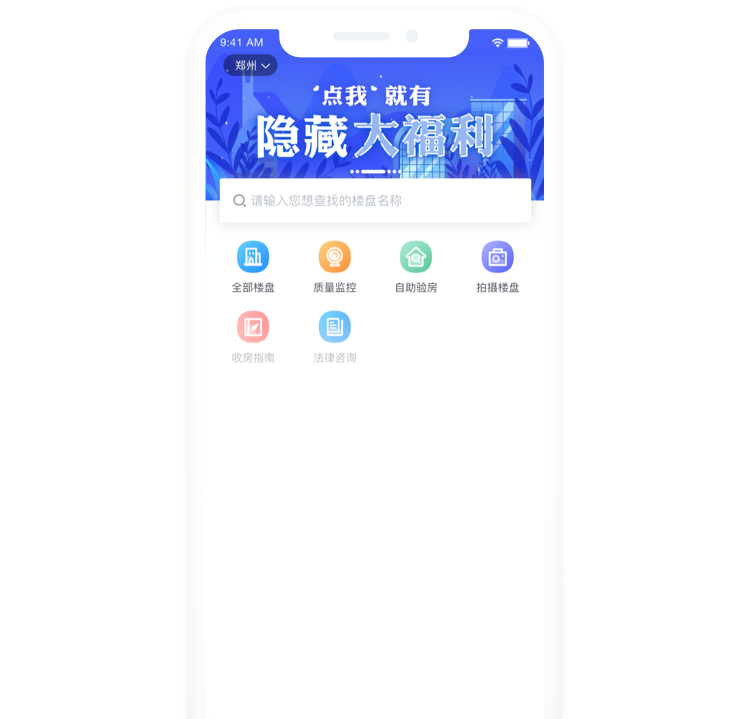 9:41 AM
郑州
点我 就有
隐藏大福利
请输入您想查找的楼盘名称
全部楼盘 质量监控 自助验房 拍摄楼盘
收房指南 法律咨询